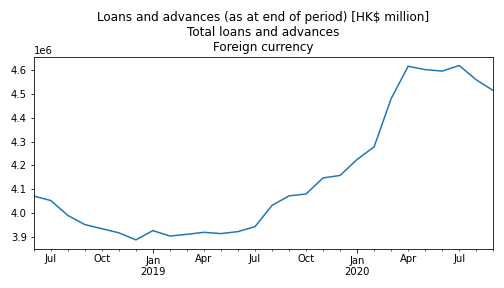 Loans and advances (as at end of period) [HK$ million]
Total loans and advances
Foreign currency
1e6
4.6
4.5
4.4
4.3
4.2
4.1
4.0
3.9
Jul Oct Jan Apr Jul Oct Jan Apr Jul
2019 2020